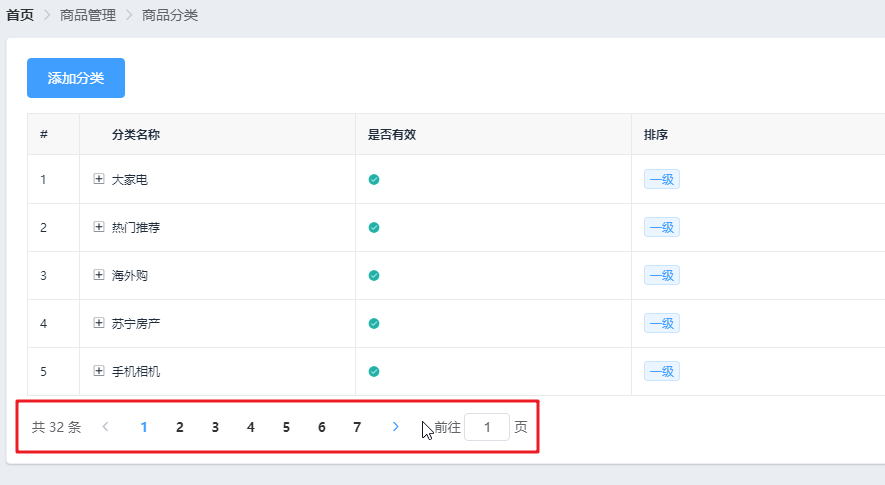 首页 > 商品管理 > 商品分类
添加分类
# 分类名称 是否有效 排序
1 大家电 一级
2 热门推荐 一级
3 海外购 一级
4 苏宁房产 一级
5 手机相机 一级
共 32 条 < 1 2 3 4 5 6 7 > 前往 1 页